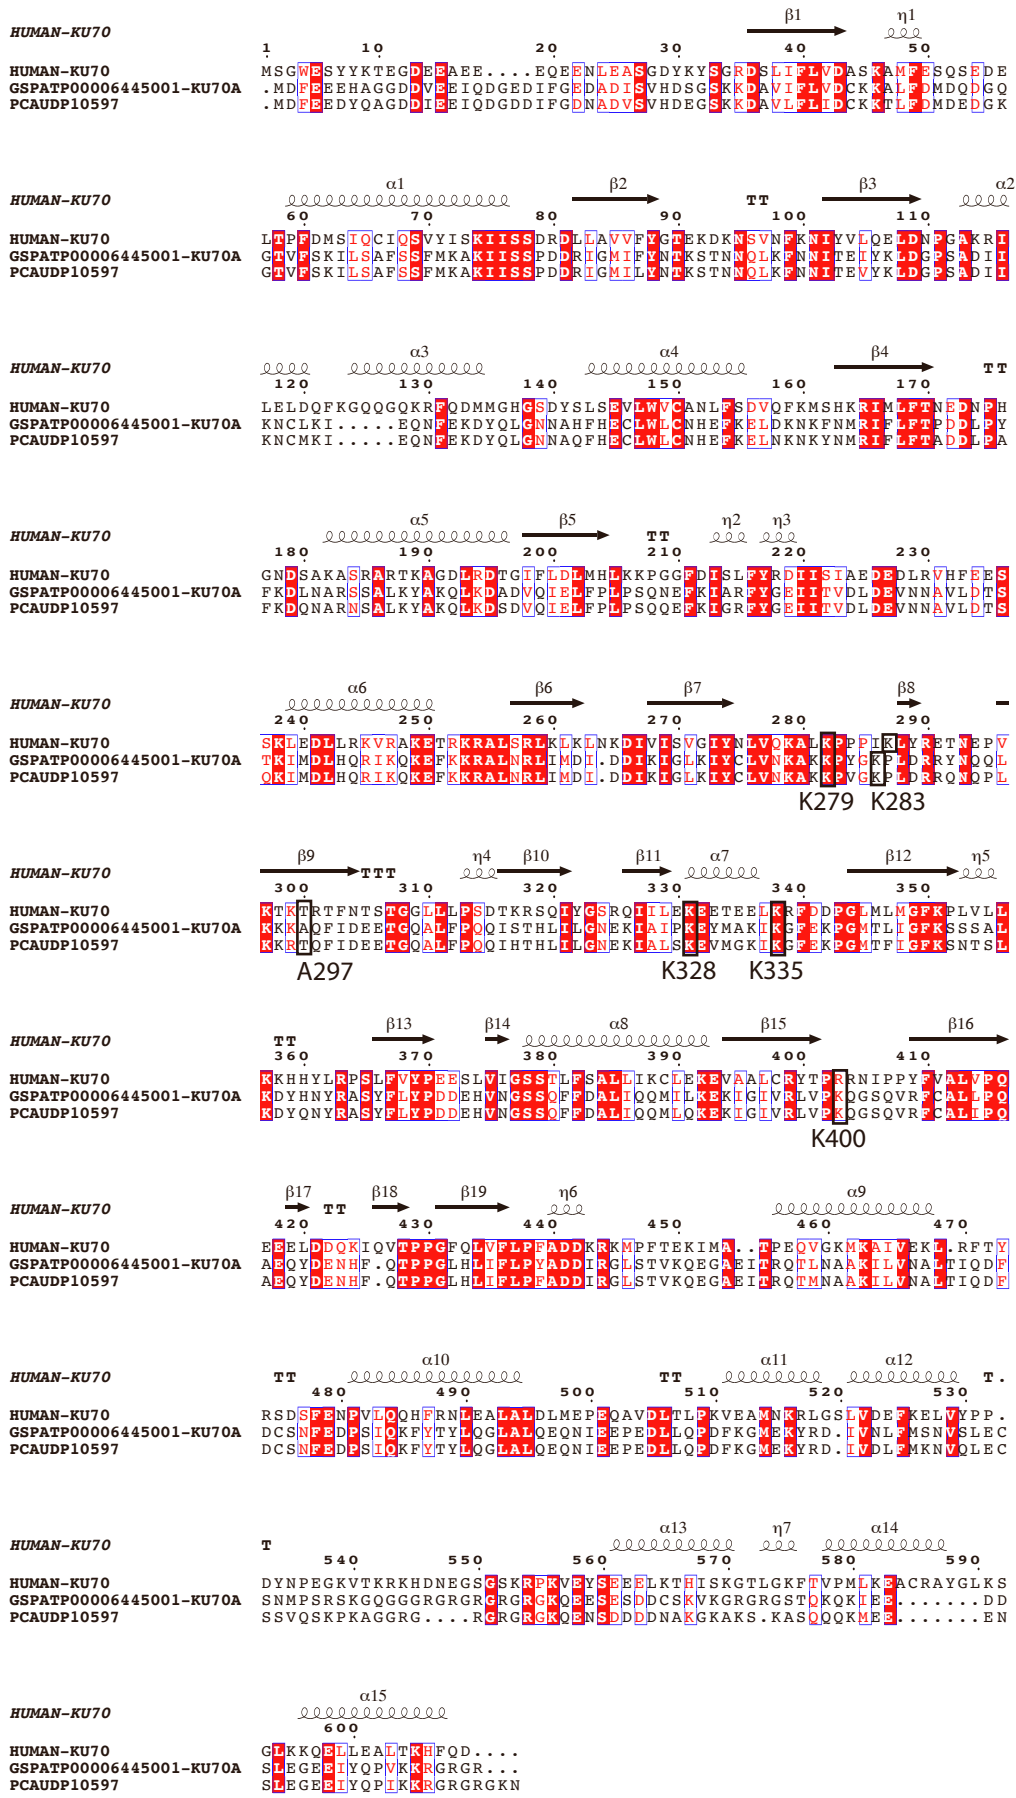 β1 η1
HUMAN-KU70
1 10 20 30 40 50
HUMAN-KU70 MSGWESYYKTEGDEEAEE....EQEENLEASGDYKYSGRDSLIFLVDASKAMFESQSEDE
GSPATP00006445001-KU70A .MDFEEEHAGGDDVEEIQDGEDIFGEDADISVHDSGSKKDAVIFLVDCKKALFDMDQDGQ
PCAUDP10597 .MDFEEDYQAGDDIEEIQDGDDIFGDNADVSVHDEGSKKDAVLFLIDCKKTLFDMDEDGK
α1 β2 β3 α2
HUMAN-KU70
60 70 80 90 TT 100 110
HUMAN-KU70 LTPFDMSIQCIQSVYISKIISSDRDLLAVVFYGTEKDKNSVNFKNIYVLQELDNPGAKRI
GSPATP00006445001-KU70A GTVFSKILSAFSSFMKAKIISSPDDRIGMIFYNTKSTNNQLKFNNITEIYKLDGPSADII
PCAUDP10597 GTVFSKILSAFSSFMKAKIISSPDDRIGMILYNTKSTNNQLKFNNITEVYKLDGPSADII
α3 α4 β4
HUMAN-KU70 TT
120 130 140 150 160 170
HUMAN-KU70 LELDQFKGQQGQKRFQDMMGHGSDYSLSEVLWVCANLFSDVQFKMSHKRIMLFTNEDNPH
GSPATP00006445001-KU70A KNCLKI.....EQNFEKDYQLGNNAHFHECLWLCNHEFKELDKNKFNMRIFLFTPDDLPY
PCAUDP10597 KNCMKI.....EQNFEKDYQLGNNAQFHECLWLCNHEFKELNKNKYNMRIFLFTADDLPA
α5 β5 η2 η3
HUMAN-KU70 TT
180 190 200 210 220 230
HUMAN-KU70 GNDSAKASRARTKAGDLRDTGIFLDLMHLKKPGGFDISLFYRDIISIAEDEDLRVHFEES
GSPATP00006445001-KU70A FKDLNARSSALKYAKQLKDADVQIELFPLPSQNEFKIARFYGEIITVDLDEVNNAVLDTS
PCAUDP10597 FKDQNARNSALKYAKQLKDSDVQIELFPLPSQQEFKIGRFYGEIITVDLDEVNNAVLDTS
α6 β6 β7 β8
HUMAN-KU70
240 250 260 270 280 290
HUMAN-KU70 SKLEDLLRKVRAKETRKRALSRLKLKLNKDIVISVGIYNLVQKALKPPPIKLYRETNEPV
GSPATP00006445001-KU70A TKIMDLHQRIKQKEFKKRALNRLIMDI.DDIKIGLKIYCLVNKAKKPYGKPLDRRYNQQL
PCAUDP10597 QKIMDLHQRIKQKEFKKRALNRLIMDI.DDIKIGLKIYCLVNKAKKPVGKPLDRRQNQPL
K279 K283
β9 η4 β10 β11 α7 β12 η5
HUMAN-KU70 TTT
300 310 320 330 340 350
HUMAN-KU70 KTKTRTFNTSTGGLLLPSDTKRSQIYGSRQIILEKEETEELKRFDDPGLMLMGFKPLVLL
GSPATP00006445001-KU70A KKKAQFIDEETGQALFPQQISTHLILGNEKIAIPKEYMAKIKGFEKPGMTLIGFKSSSAL
PCAUDP10597 KKRTQFIDEETGQALFPQQIHTHLILGNEKIALSKEVMGKIKGFEKPGMTFIGFKSNTSL
A297 K328 K335
β13 β14 α8 β15 β16
HUMAN-KU70 TT
360 370 380 390 400 410
HUMAN-KU70 KKHHYLRPSLFVYPEESLVIGSSTLFSALLIKCLEKEVAALCRYTPRRNIPPYFVALVPQ
GSPATP00006445001-KU70A KDYHNYRASYFLYPDDEHVNGSSQFFDALIQQMILKEKIGIVRLVPKQGSQVRFCALLPQ
PCAUDP10597 KDYQNYRASYFLYPDDEHVNGSSQFFDALIQQMLQKEKIGIVRLVPKQGSQVRFCALIPQ
K400
β17 β18 β19 η6 α9
HUMAN-KU70 TT
420 430 440 450 460 470
HUMAN-KU70 EEELDDQKIQVTPPGFQLVFLPFADDKRKMPFTEKIMA..TPEQVGKMKAIVEKL.RFTY
GSPATP00006445001-KU70A AEQYDENHF.QTPPGLHLIFLPYADDIRGLSTVKQEGAEITRQTLNAAKILVNALTIQDF
PCAUDP10597 AEQYDENHF.QTPPGLHLIFLPFADDIRGLSTVKQEGAEITRQTMNAAKILVNALTIQDF
α10 α11 α12
HUMAN-KU70 TT TT T.
480 490 500 510 520 530
HUMAN-KU70 RSDSFENPVLQQHFRNLEALALDLMEPEQAVDLTLPKVEAMNKRLGSLVDEFKELVYPP.
GSPATP00006445001-KU70A DCSNFEDPSIQKFYTYLQGLALQEQNIEEPEDLLQPDFKGMEKYRD.IVNLFMSNVSLEC
PCAUDP10597 DCSNFEDPSIQKFYTYLQGLALQEQNIEEPEDLLQPDFKGMEKYRD.IVDLFMKNVQLEC
α13 η7 α14
HUMAN-KU70 T
540 550 560 570 580 590
HUMAN-KU70 DYNPEGKVTKRKHDNEGSGSKRPKVEYSEEELKTHISKGTLGKFTVPMLKEACRAYGLKS
GSPATP00006445001-KU70A SNMPSRSKGQGGGRGRGRGRGRGKQEESESDDCSKVKGRGRGSTQKQKIEE.......DD
PCAUDP10597 SSVQSKPKAGGRG....RGRGRGKQENSDDDDNAKGKAKS.KASQQQKMEE.......EN
α15
HUMAN-KU70
600
HUMAN-KU70 GLKKQELLEALTKHFQD....
GSPATP00006445001-KU70A SLEGEEIYQPVKKRGRGR...
PCAUDP10597 SLEGEEIYQPIKKRGRGRGKN